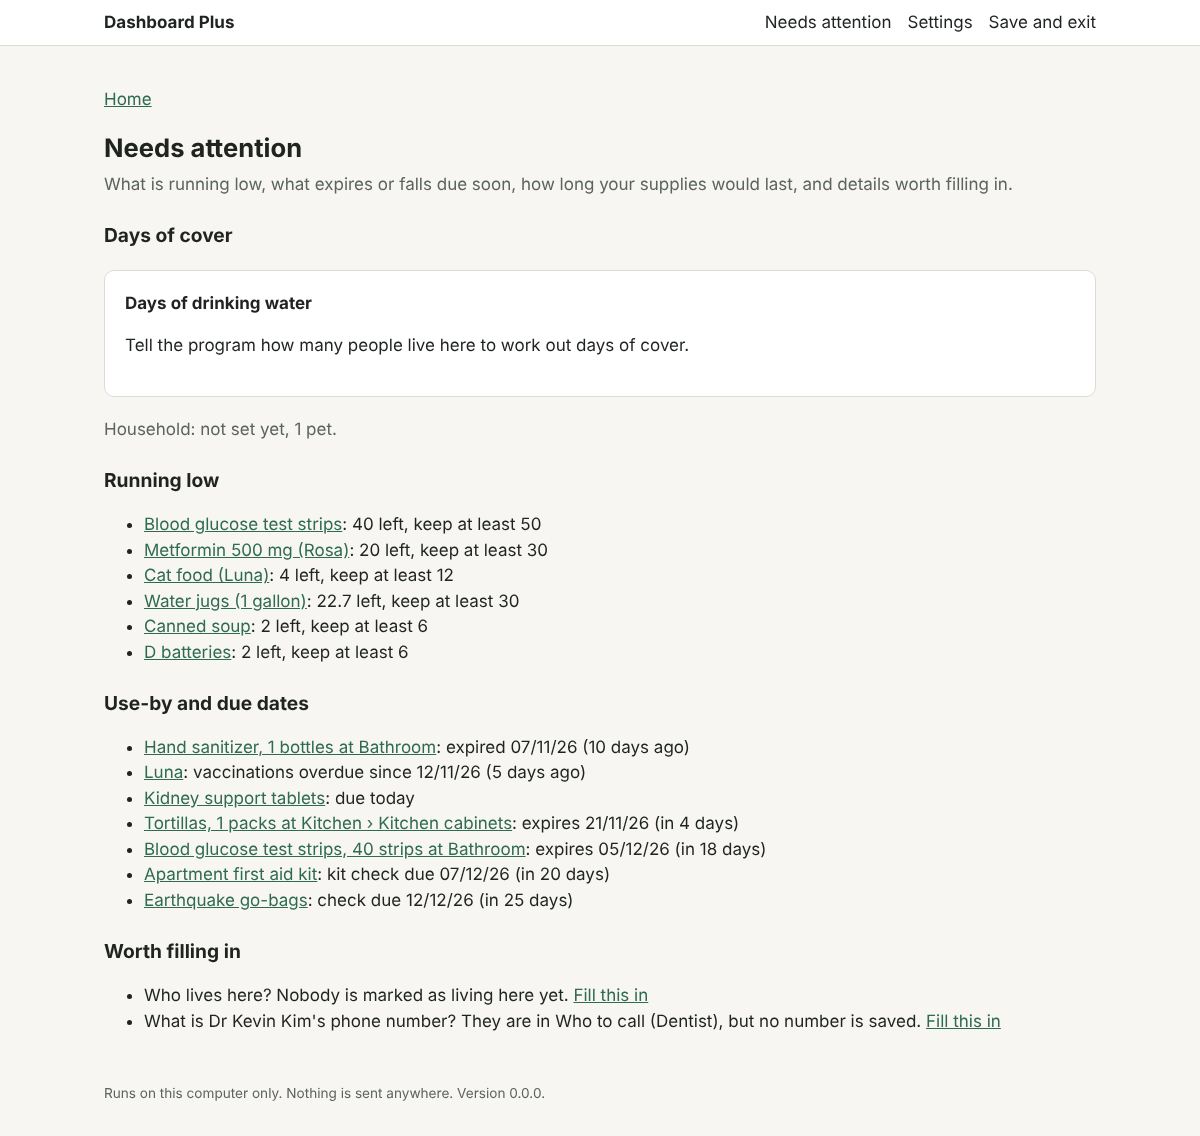 Dashboard Plus
Needs attention Settings Save and exit
Home
Needs attention
What is running low, what expires or falls due soon, how long your supplies would last, and details worth filling in.
Days of cover
Days of drinking water
Tell the program how many people live here to work out days of cover.
Household: not set yet, 1 pet.
Running low
Blood glucose test strips: 40 left, keep at least 50
Metformin 500 mg (Rosa): 20 left, keep at least 30
Cat food (Luna): 4 left, keep at least 12
Water jugs (1 gallon): 22.7 left, keep at least 30
Canned soup: 2 left, keep at least 6
D batteries: 2 left, keep at least 6
Use-by and due dates
Hand sanitizer, 1 bottles at Bathroom: expired 07/11/26 (10 days ago)
Luna: vaccinations overdue since 12/11/26 (5 days ago)
Kidney support tablets: due today
Tortillas, 1 packs at Kitchen › Kitchen cabinets: expires 21/11/26 (in 4 days)
Blood glucose test strips, 40 strips at Bathroom: expires 05/12/26 (in 18 days)
Apartment first aid kit: kit check due 07/12/26 (in 20 days)
Earthquake go-bags: check due 12/12/26 (in 25 days)
Worth filling in
Who lives here? Nobody is marked as living here yet. Fill this in
What is Dr Kevin Kim's phone number? They are in Who to call (Dentist), but no number is saved. Fill this in
Runs on this computer only. Nothing is sent anywhere. Version 0.0.0.